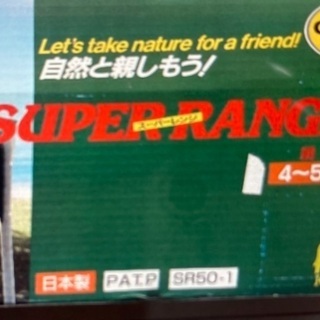 Let's take nature for a friend!
自然と親しもう!
SUPER-RANG
スーパーレンジ
4～5
日本製 P.A.T.P SR50-1